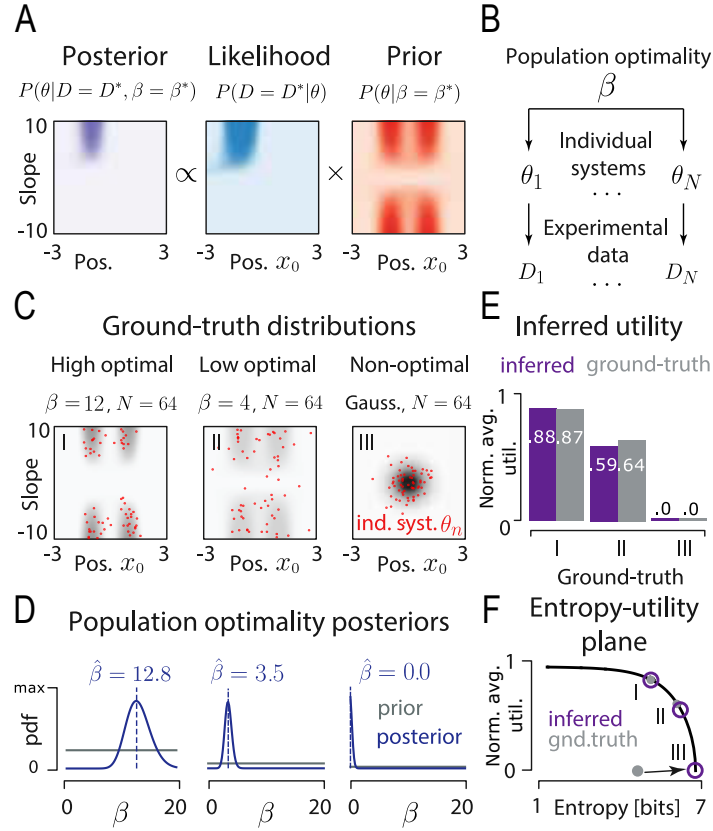 A
Posterior Likelihood Prior
P(θ|D = D*, β = β*) P(D = D*|θ) P(θ|β = β*)
10
Slope
-10
∝ ×
-3 3 -3 3 -3 3
Pos. Pos. x₀ Pos. x₀
B
Population optimality
β
Individual
systems
θ₁ . . . θ_N
Experimental
data
D₁ . . . D_N
C
Ground-truth distributions
High optimal Low optimal Non-optimal
β = 12, N = 64 β = 4, N = 64 Gauss., N = 64
10
I II III
Slope
ind. syst. θₙ
-10
-3 3 -3 3 -3 3
Pos. x₀ Pos. x₀ Pos. x₀
E
Inferred utility
inferred ground-truth
1
Norm. avg.
util.
0
.88 .87 .59 .64 .0 .0
I II III
Ground-truth
D
Population optimality posteriors
β̂ = 12.8 β̂ = 3.5 β̂ = 0.0
max
pdf
0
prior
posterior
0 β 20 0 β 20 0 β 20
F
Entropy-utility
plane
1
Norm. avg.
util.
0
I
II
III
inferred
gnd.truth
1 Entropy [bits] 7